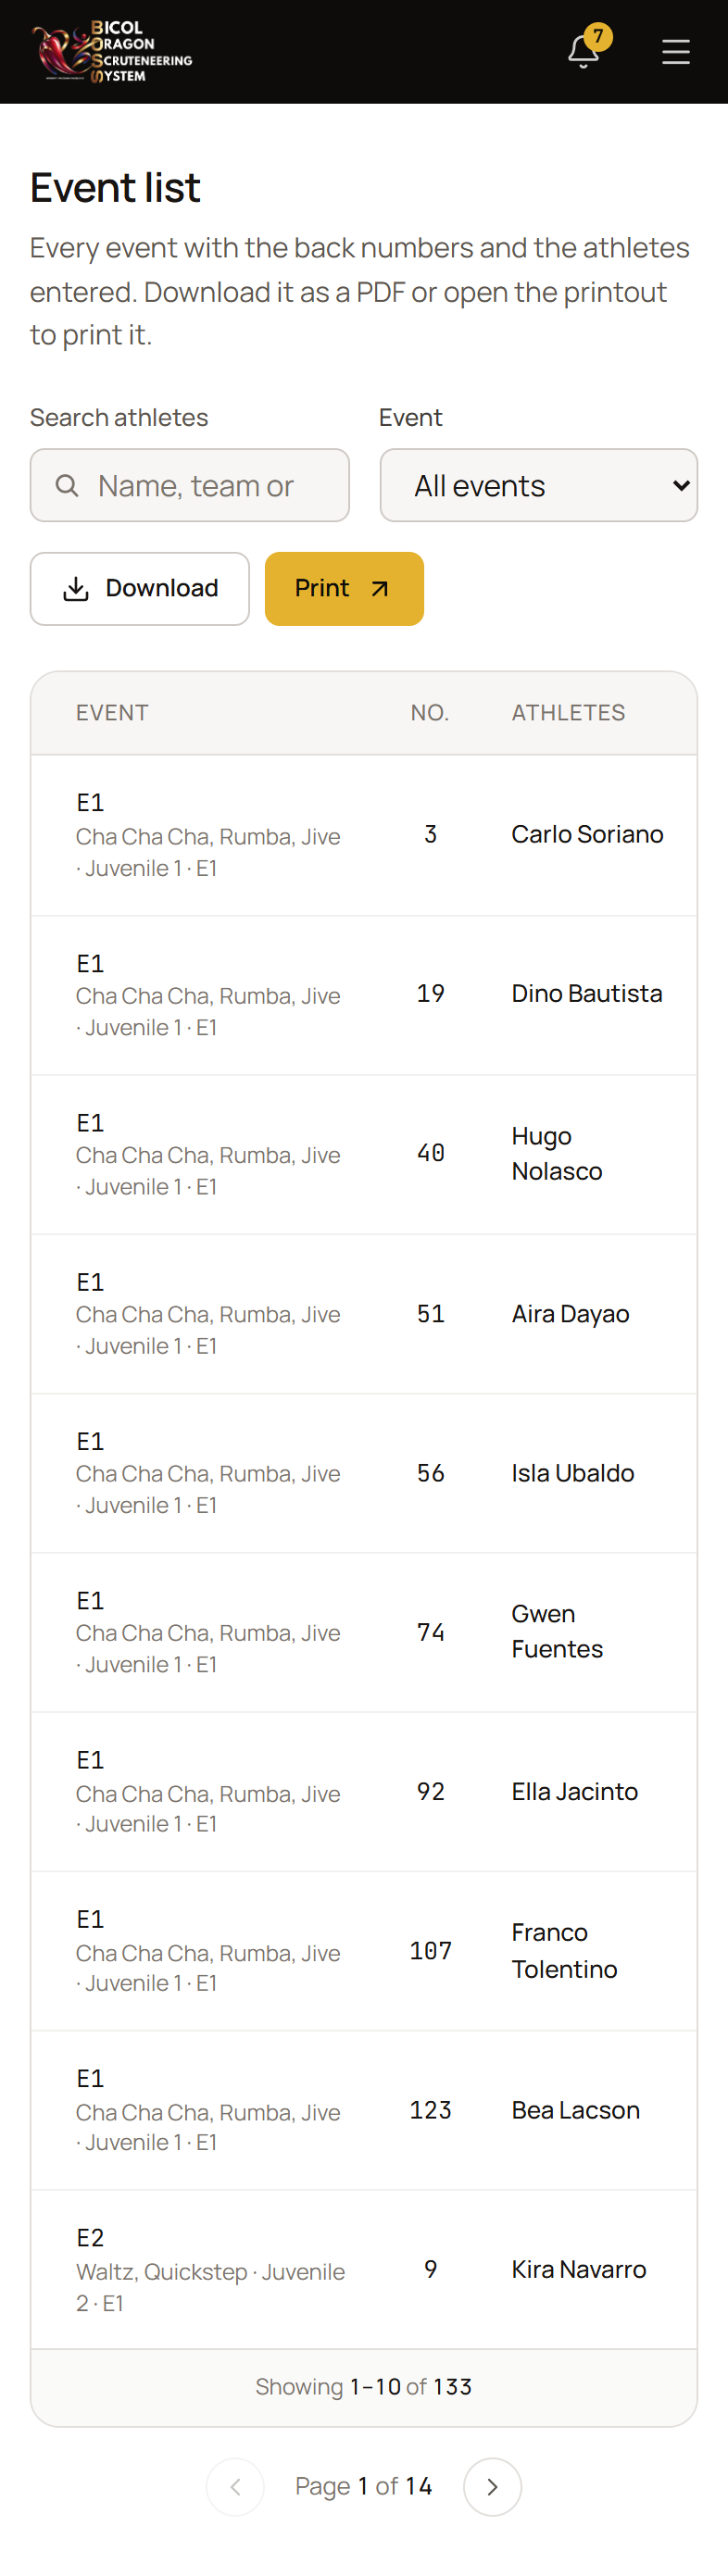 BICOL
DRAGON
SCRUTENEERING
SYSTEM
7
Event list
Every event with the back numbers and the athletes
entered. Download it as a PDF or open the printout
to print it.
Search athletes
Event
Name, team or
All events
Download
Print
EVENT NO. ATHLETES
E1
Cha Cha Cha, Rumba, Jive
· Juvenile 1 · E1
3
Carlo Soriano
E1
Cha Cha Cha, Rumba, Jive
· Juvenile 1 · E1
19
Dino Bautista
E1
Cha Cha Cha, Rumba, Jive
· Juvenile 1 · E1
40
Hugo
Nolasco
E1
Cha Cha Cha, Rumba, Jive
· Juvenile 1 · E1
51
Aira Dayao
E1
Cha Cha Cha, Rumba, Jive
· Juvenile 1 · E1
56
Isla Ubaldo
E1
Cha Cha Cha, Rumba, Jive
· Juvenile 1 · E1
74
Gwen
Fuentes
E1
Cha Cha Cha, Rumba, Jive
· Juvenile 1 · E1
92
Ella Jacinto
E1
Cha Cha Cha, Rumba, Jive
· Juvenile 1 · E1
107
Franco
Tolentino
E1
Cha Cha Cha, Rumba, Jive
· Juvenile 1 · E1
123
Bea Lacson
E2
Waltz, Quickstep · Juvenile
2 · E1
9
Kira Navarro
Showing 1–10 of 133
Page 1 of 14